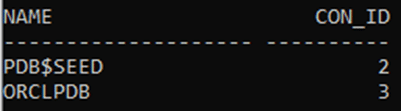 NAME                     CON_ID
--------------------- ----------
PDB$SEED                      2
ORCLPDB                       3